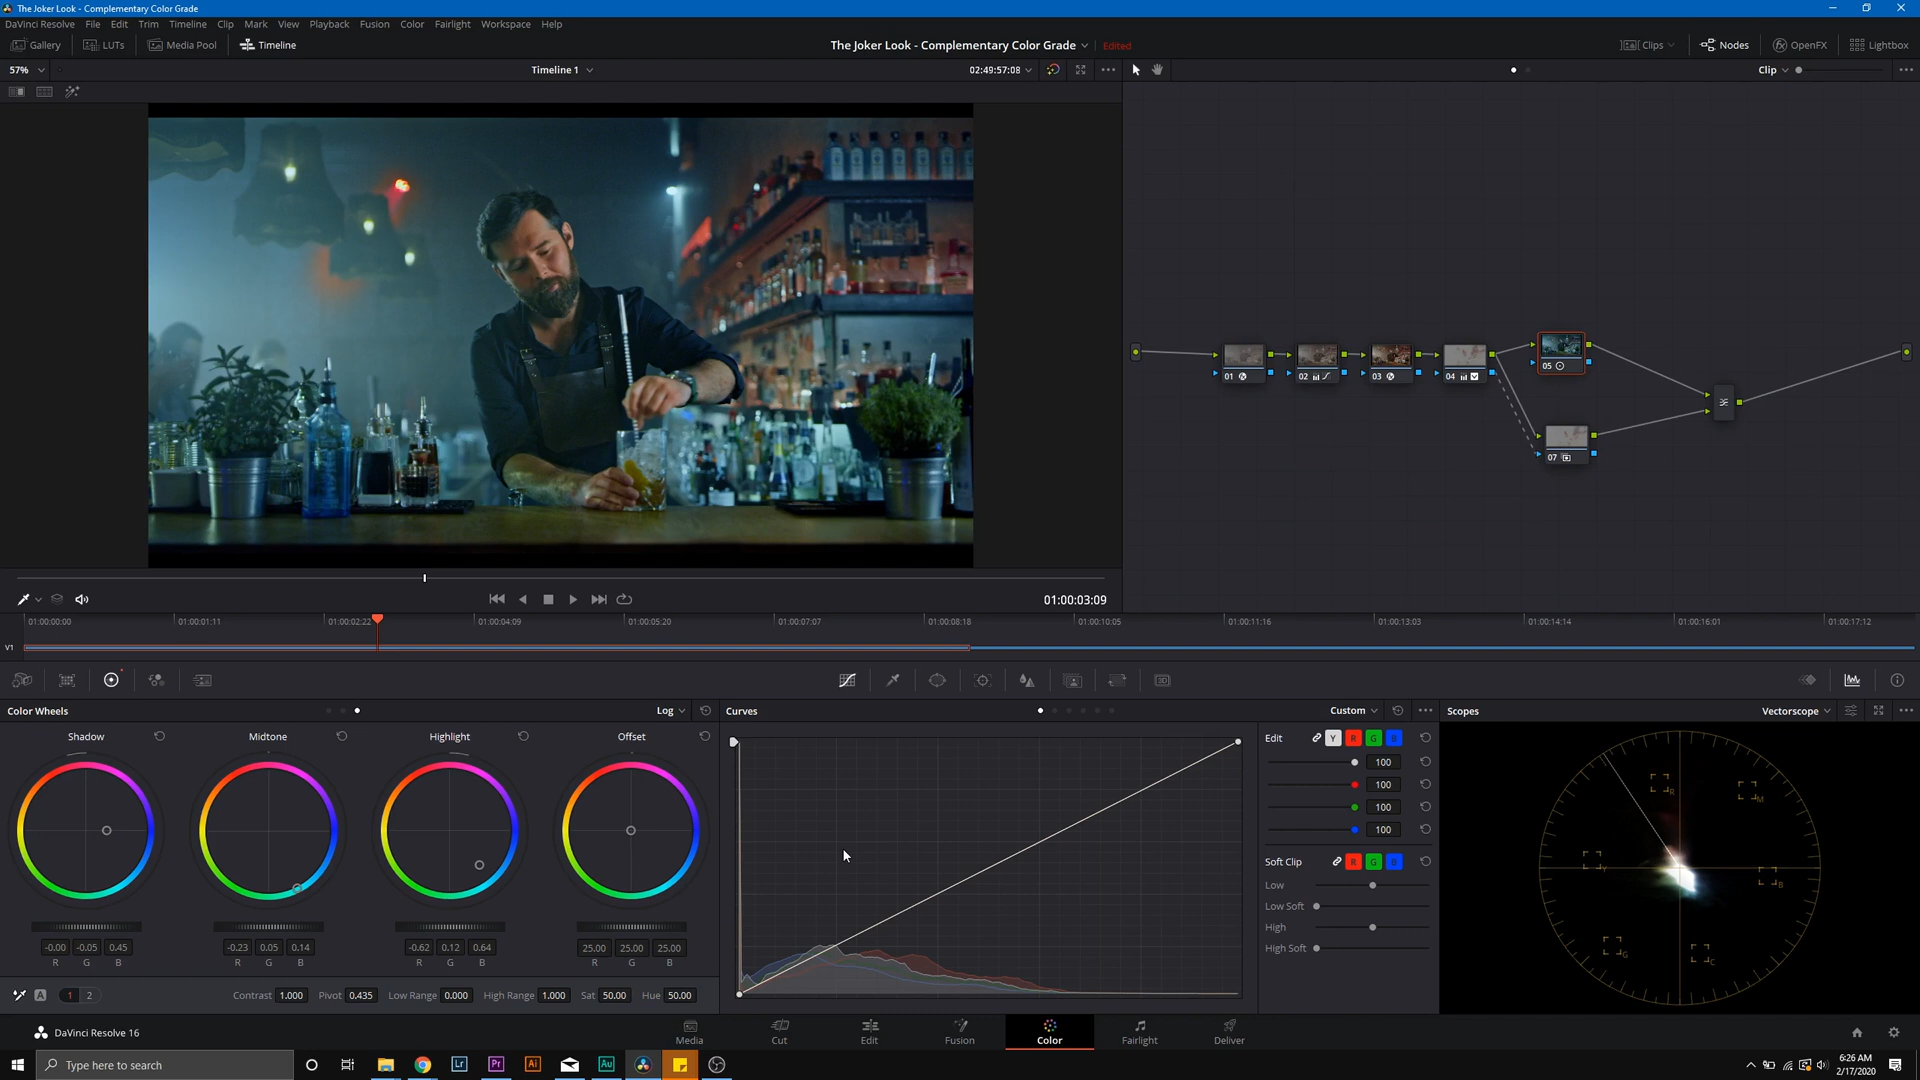 The Joker Look - Complementary Color Grade
DaVinci Resolve File Edit Trim Timeline Clip Mark View Playback Fusion Color Fairlight Workspace Help
Gallery LUTs Media Pool Timeline The Joker Look - Complementary Color Grade Edited Clips Nodes OpenFX Lightbox
57% Timeline 1 02:49:57:08 Clip
01 02 03 04 05
07
01:00:03:09
01:00:00:00 01:00:01:11 01:00:02:22 01:00:04:09 01:00:05:20 01:00:07:07 01:00:08:18 01:00:10:05 01:00:11:16 01:00:13:03 01:00:14:14 01:00:16:01 01:00:17:12
V1
Color Wheels Log Curves Custom Scopes Vectorscope
Shadow Midtone Highlight Offset Edit Y R G B
100
100
100
100
Soft Clip R G B
Low
Low Soft
High
High Soft
R M
Y B
G C
-0.00 -0.05 0.45 -0.23 0.05 0.14 -0.62 0.12 0.64 25.00 25.00 25.00
R G B R G B R G B R G B
A 1 2 Contrast 1.000 Pivot 0.435 Low Range 0.000 High Range 1.000 Sat 50.00 Hue 50.00
DaVinci Resolve 16 Media Cut Edit Fusion Color Fairlight Deliver
Type here to search Lr Pr Ai Au 6:26 AM
2/17/2020